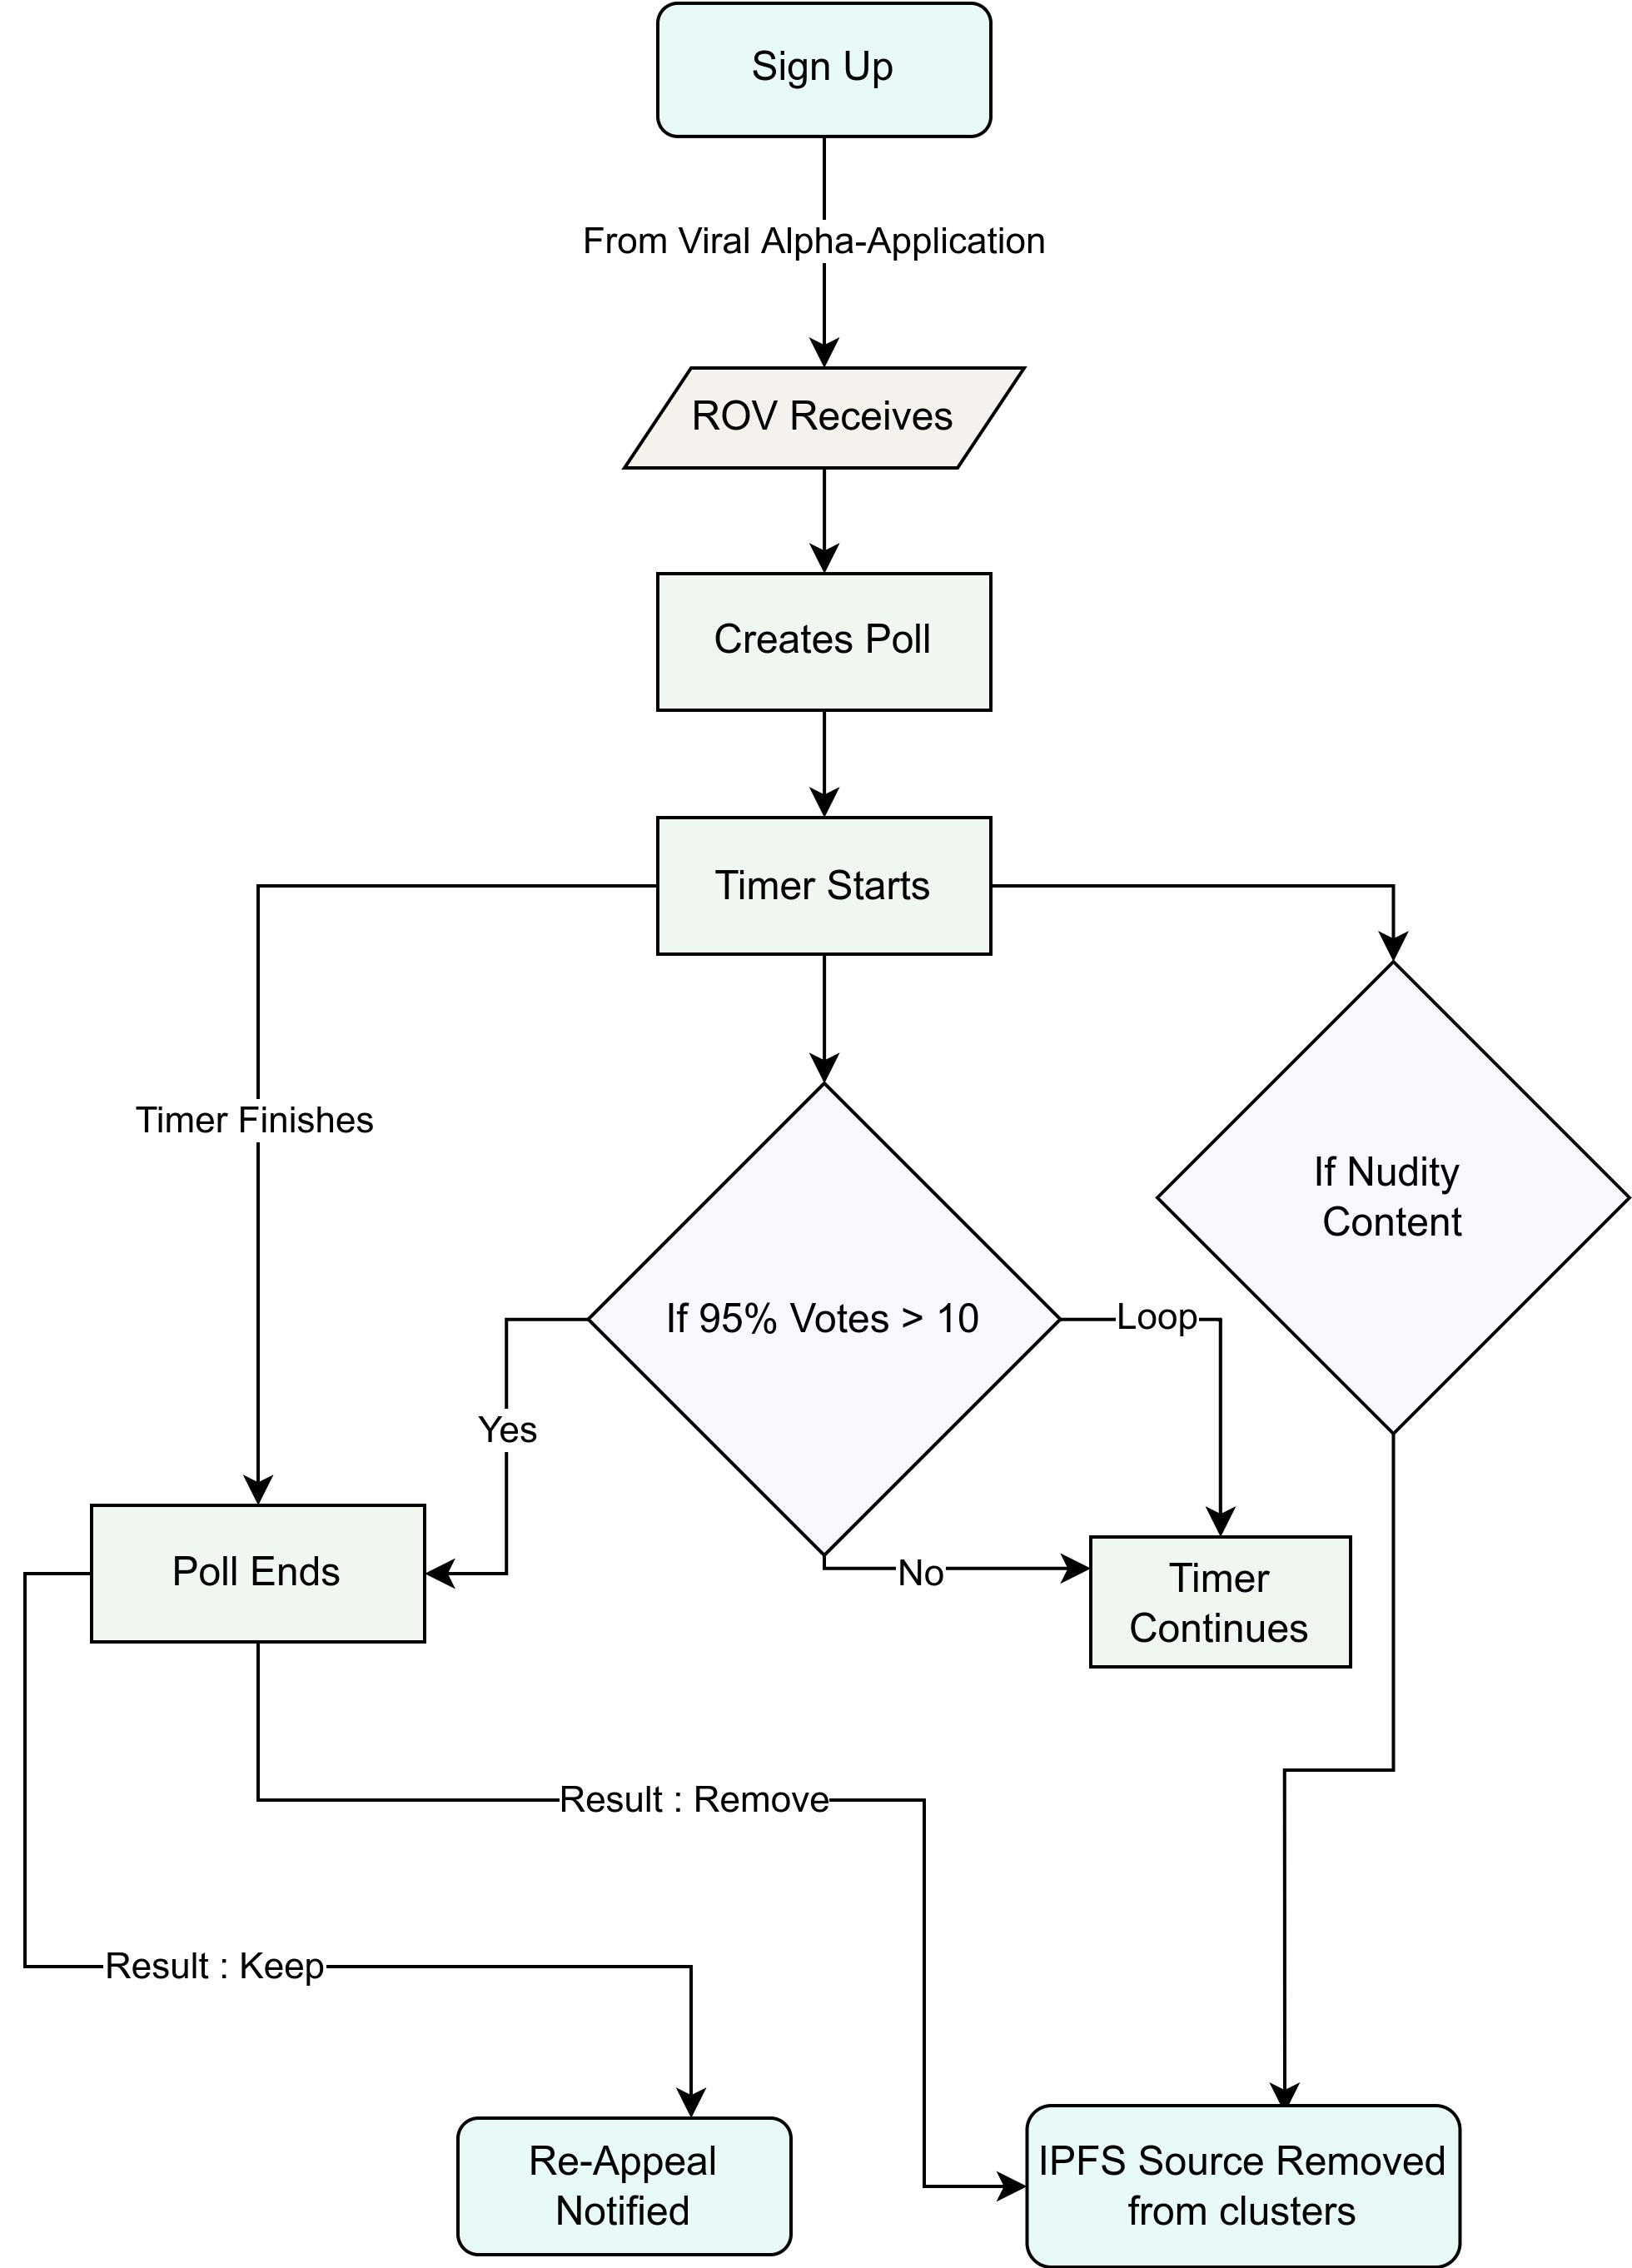 Sign Up
From Viral Alpha-Application
ROV Receives
Creates Poll
Timer Starts
Timer Finishes
If Nudity
Content
If 95% Votes > 10
Loop
Yes
No
Poll Ends
Timer
Continues
Result : Remove
Result : Keep
Re-Appeal
Notified
IPFS Source Removed
from clusters